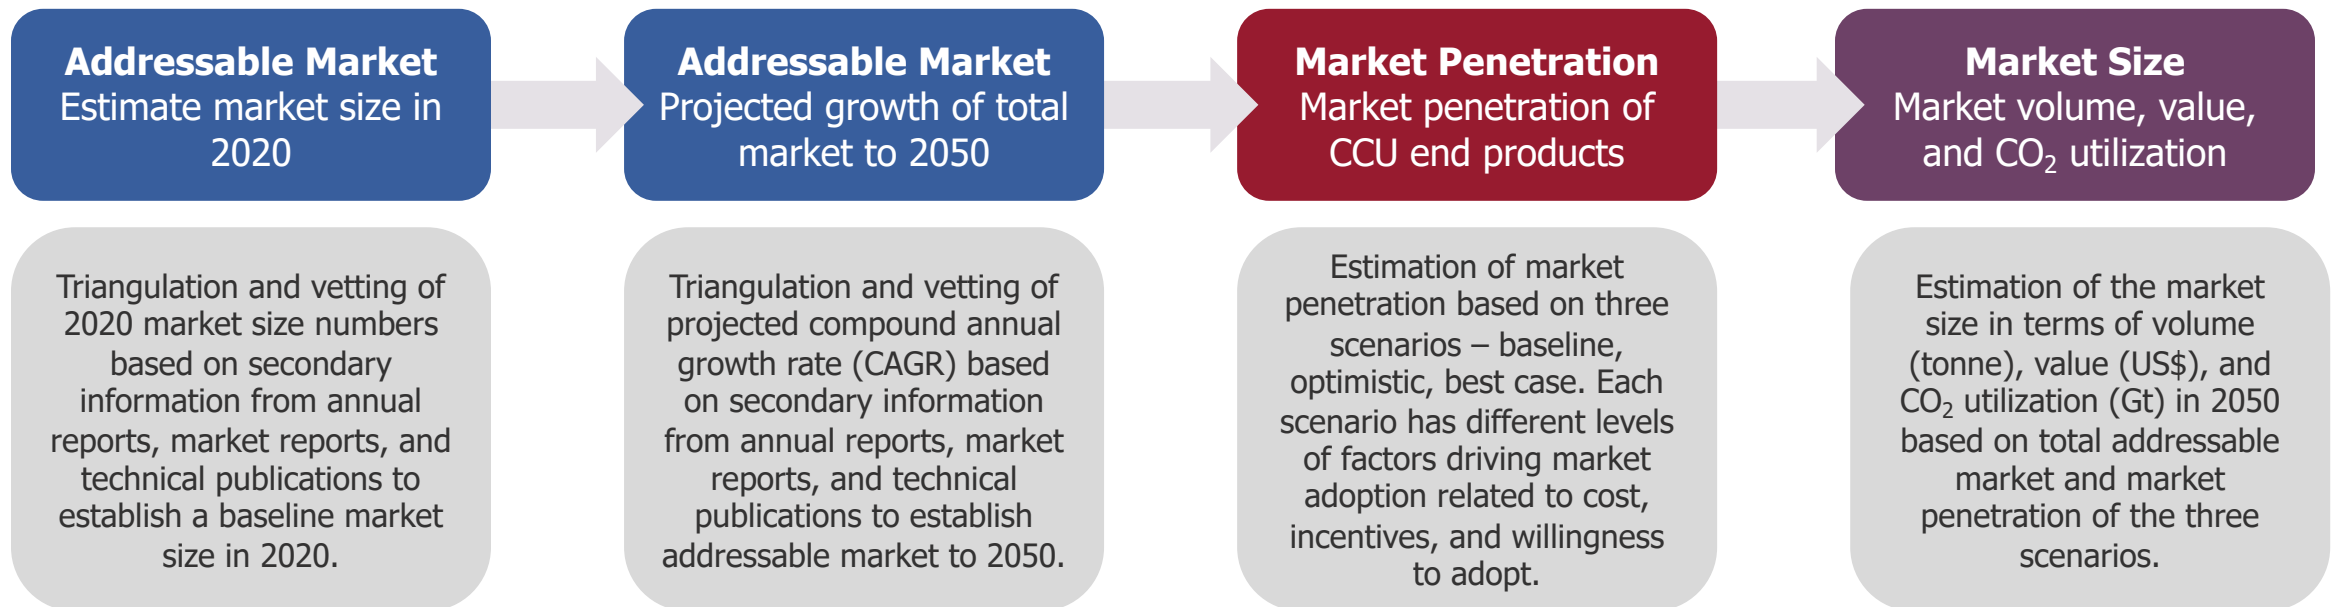 Addressable Market
Estimate market size in
2020
Addressable Market
Projected growth of total
market to 2050
Market Penetration
Market penetration of
CCU end products
Market Size
Market volume, value,
and CO₂ utilization
Triangulation and vetting of
2020 market size numbers
based on secondary
information from annual
reports, market reports, and
technical publications to
establish a baseline market
size in 2020.
Triangulation and vetting of
projected compound annual
growth rate (CAGR) based
on secondary information
from annual reports, market
reports, and technical
publications to establish
addressable market to 2050.
Estimation of market
penetration based on three
scenarios – baseline,
optimistic, best case. Each
scenario has different levels
of factors driving market
adoption related to cost,
incentives, and willingness
to adopt.
Estimation of the market
size in terms of volume
(tonne), value (US$), and
CO₂ utilization (Gt) in 2050
based on total addressable
market and market
penetration of the three
scenarios.